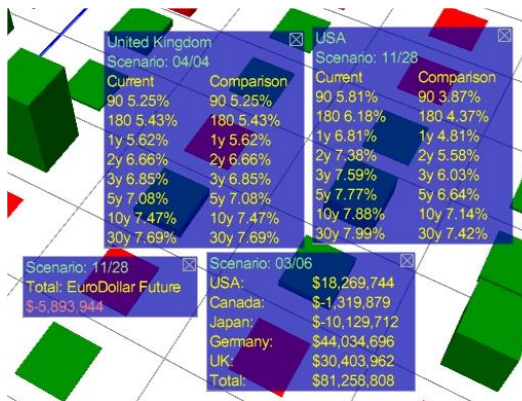 United Kingdom
Scenario: 04/04
Current Comparison
90 5.25% 90 5.25%
180 5.43% 180 5.43%
1y 5.62% 1y 5.62%
2y 6.66% 2y 6.66%
3y 6.85% 3y 6.85%
5y 7.08% 5y 7.08%
10y 7.47% 10y 7.47%
30y 7.69% 30y 7.69%
USA
Scenario: 11/28
Current Comparison
90 5.81% 90 3.87%
180 6.18% 180 4.37%
1y 6.81% 1y 4.81%
2y 7.38% 2y 5.58%
3y 7.59% 3y 6.03%
5y 7.77% 5y 6.64%
10y 7.88% 10y 7.14%
30y 7.99% 30y 7.42%
Scenario: 11/28
Total: EuroDollar Future
$-5,893,944
Scenario: 03/06
USA: $18,269,744
Canada: $-1,319,879
Japan: $-10,129,712
Germany: $44,034,696
UK: $30,403,962
Total: $81,258,808